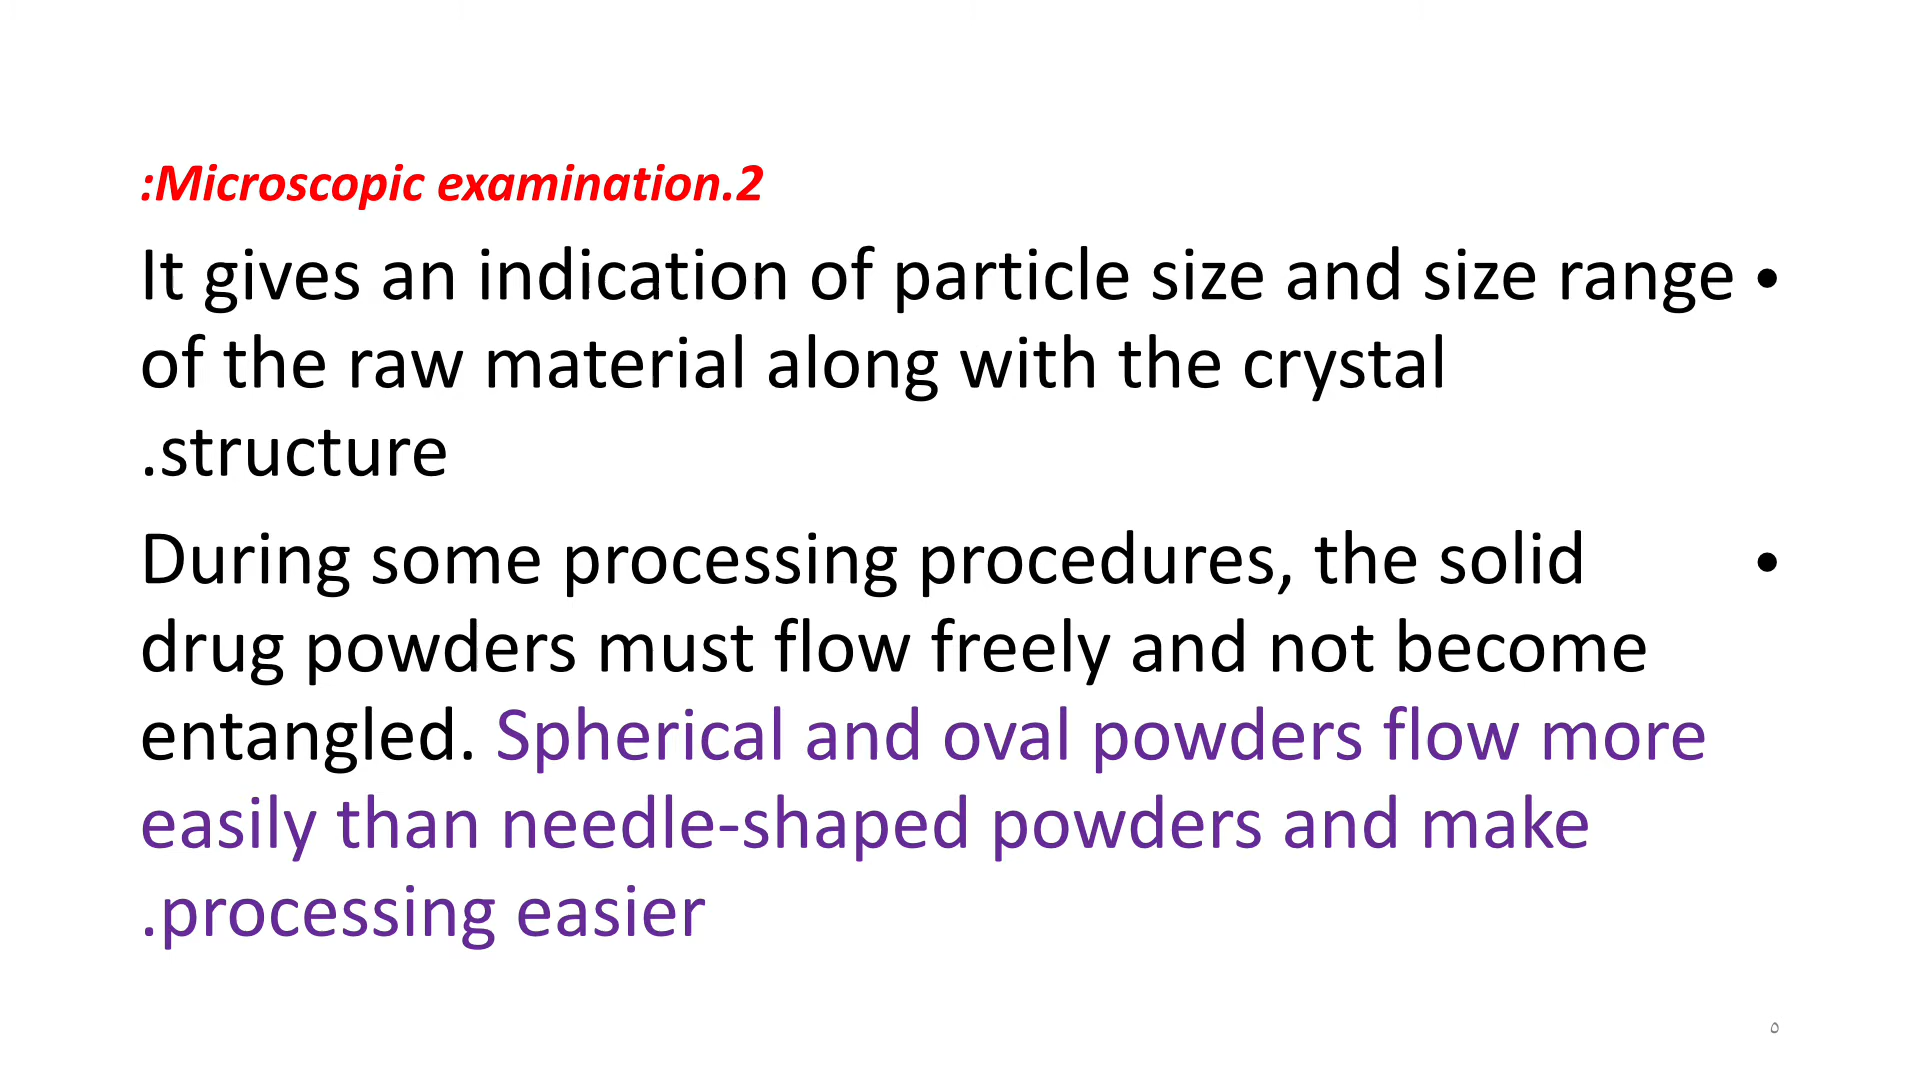 :Microscopic examination.2
It gives an indication of particle size and size range •
of the raw material along with the crystal
.structure
During some processing procedures, the solid •
drug powders must flow freely and not become
entangled. Spherical and oval powders flow more
easily than needle-shaped powders and make
.processing easier
٥